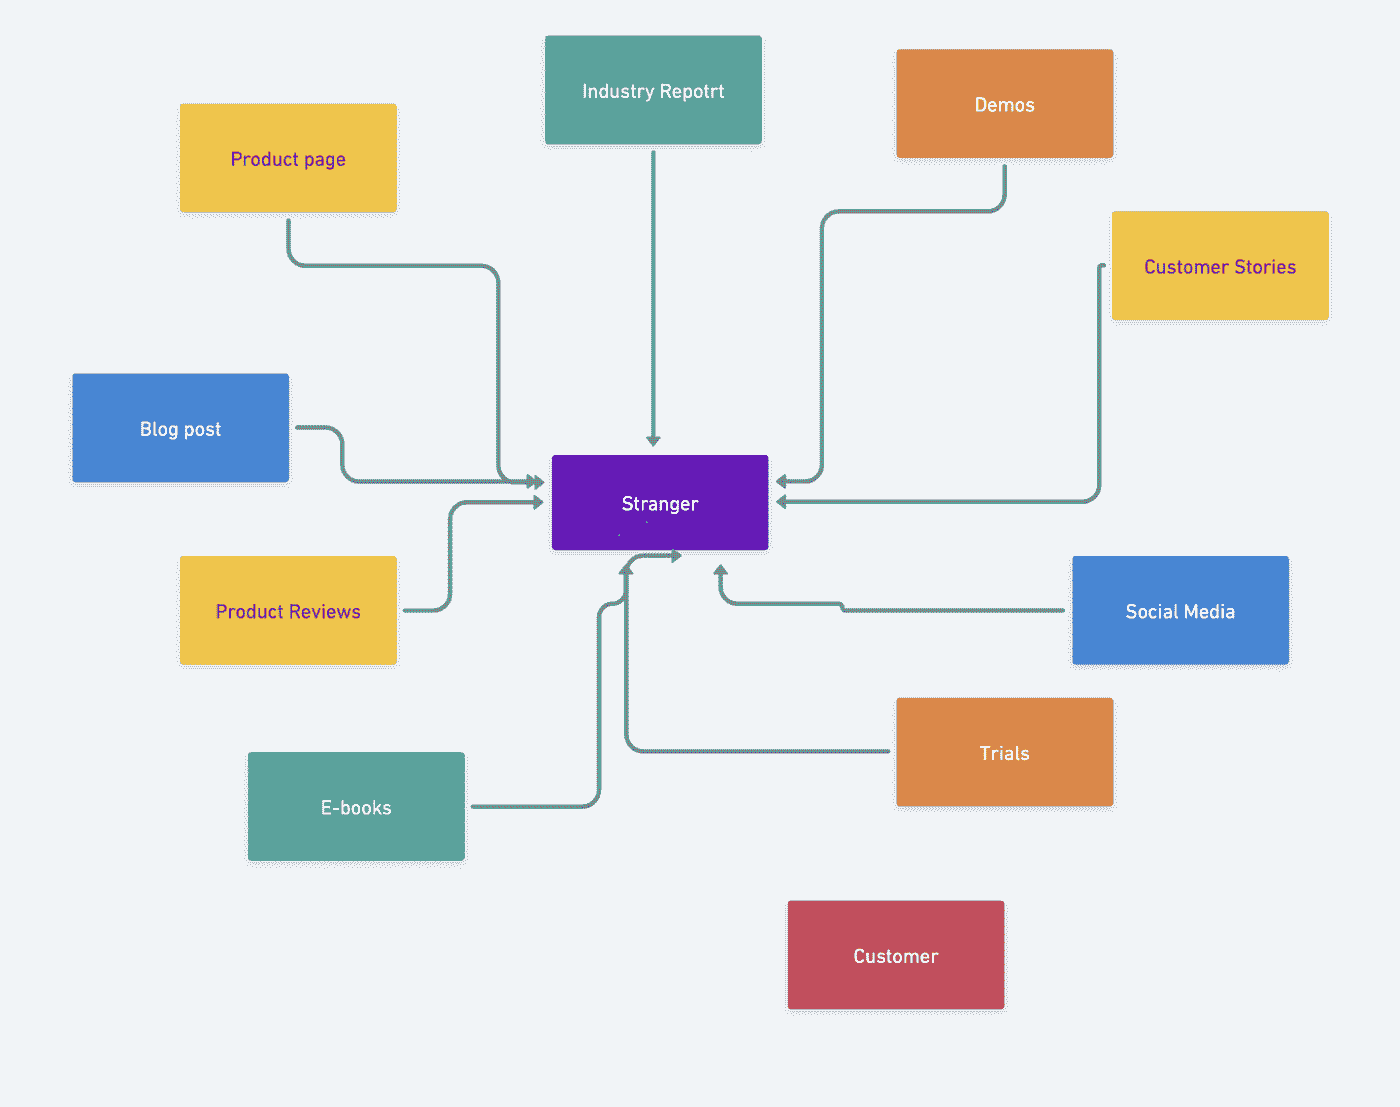 Industry Repotrt
Demos
Product page
Customer Stories
Blog post
Stranger
Product Reviews
Social Media
Trials
E-books
Customer